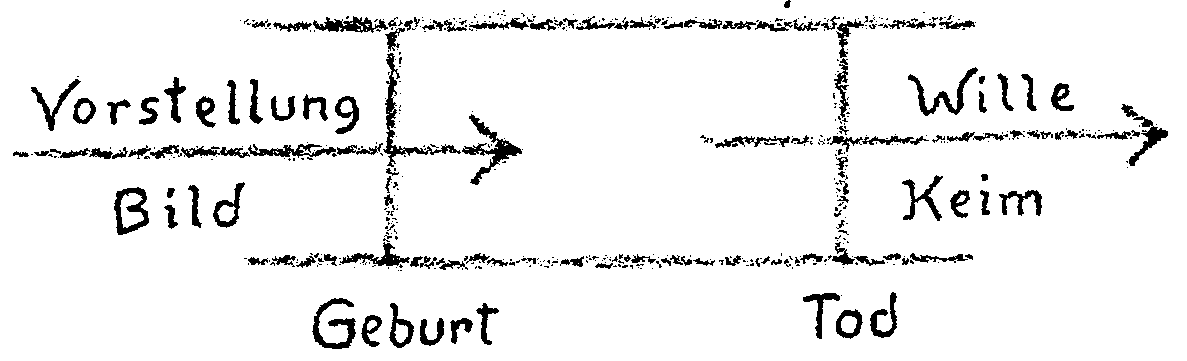 Vorstellung
Wille
Bild
Keim
Geburt
Tod